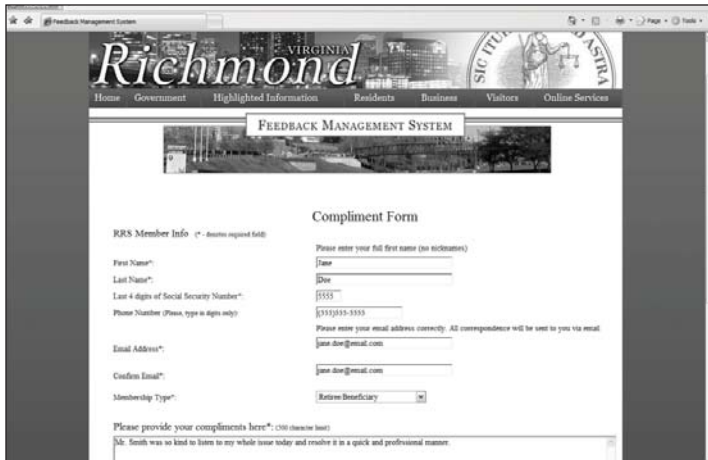 Feedback Management System
Page
Tools
Richmond
VIRGINIA
SIC ITUR AD ASTRA
Home Government Highlighted Information Residents Business Visitors Online Services
FEEDBACK MANAGEMENT SYSTEM
Compliment Form
RRS Member Info (* - denotes required field)
Please enter your full first name (no nicknames)
First Name*: Jane
Last Name*: Doe
Last 4 digits of Social Security Number*: 5555
Phone Number (Please, type in digits only): (555)555-5555
Please enter your email address correctly. All correspondence will be sent to you via email
Email Address*: jane.doe@email.com
Confirm Email*: jane.doe@email.com
Membership Type*: Retiree/Beneficiary
Please provide your compliments here*: (500 character limit)
Mr. Smith was so kind to listen to my whole issue today and resolve it in a quick and professional manner.